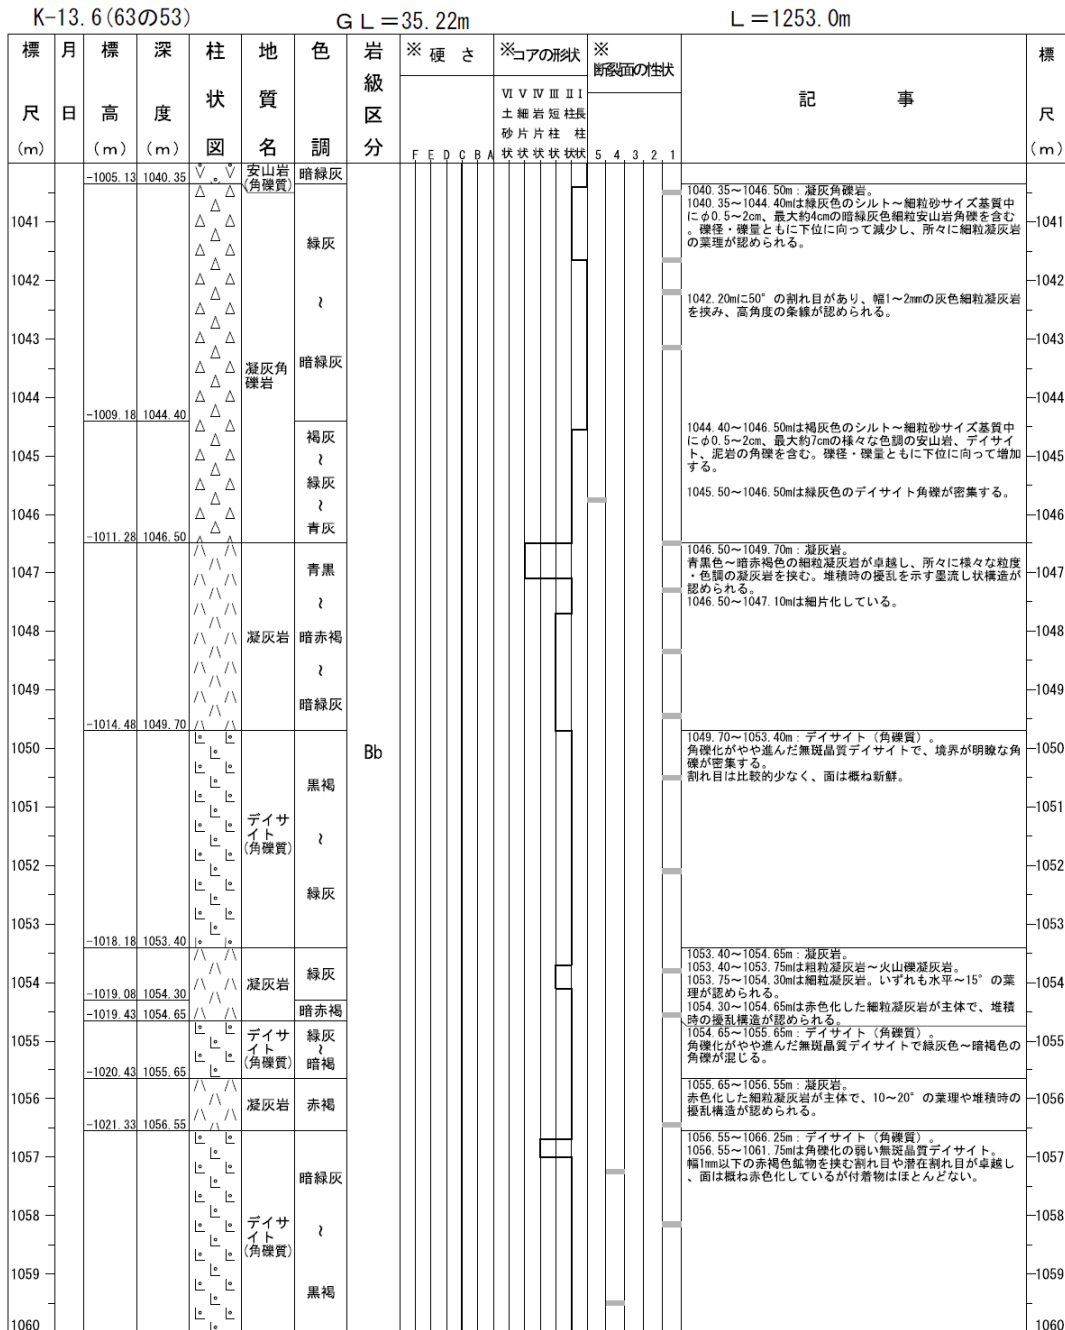 K-13.6(63の53)
GL=35.22m
L=1253.0m
標尺(m)
月日
標高(m)
深度(m)
柱状図
地質名
色調
岩級区分
※硬さ
F E D C B A
※コアの形状
VI 土砂状
V 細片状
IV 岩片状
III 短柱状
II 柱状
I 長柱状
※断裂面の性状
5 4 3 2 1
記事
標尺(m)
-1005.13 1040.35
安山岩
(角礫質)
暗緑灰
1040.35~1046.50m:凝灰角礫岩。
1040.35~1044.40mは緑灰色のシルト~細粒砂サイズ基質中
にφ0.5~2cm、最大約4cmの暗緑灰色細粒安山岩角礫を含む
。礫径・礫量ともに下位に向って減少し、所々に細粒凝灰岩
の葉理が認められる。
1041
緑灰
1041
1042
1042
~
1042.20mに50°の割れ目があり、幅1~2mmの灰色細粒凝灰岩
を挟み、高角度の条線が認められる。
1043
1043
凝灰角
礫岩
暗緑灰
1044
1044
-1009.18 1044.40
1044.40~1046.50mは褐灰色のシルト~細粒砂サイズ基質中
にφ0.5~2cm、最大約7cmの様々な色調の安山岩、デイサイ
ト、泥岩の角礫を含む。礫径・礫量ともに下位に向って増加
する。
褐灰
~
1045
1045
緑灰
1045.50~1046.50mは緑灰色のデイサイト角礫が密集する。
~
1046
青灰
1046
-1011.28 1046.50
1046.50~1049.70m:凝灰岩。
青黒色~暗赤褐色の細粒凝灰岩が卓越し、所々に様々な粒度
・色調の凝灰岩を挟む。堆積時の擾乱を示す墨流し状構造が
認められる。
1046.50~1047.10mは細片化している。
1047
青黒
1047
~
1048
凝灰岩
暗赤褐
1048
~
1049
暗緑灰
1049
-1014.48 1049.70
1049.70~1053.40m:デイサイト(角礫質)。
角礫化がやや進んだ無斑晶質デイサイトで、境界が明瞭な角
礫が密集する。
割れ目は比較的少なく、面は概ね新鮮。
1050
Bb
1050
黒褐
1051
1051
デイサ
イト
(角礫質)
~
1052
1052
緑灰
1053
1053
-1018.18 1053.40
1053.40~1054.65m:凝灰岩。
1053.40~1053.75mは粗粒凝灰岩~火山礫凝灰岩。
1053.75~1054.30mは細粒凝灰岩。いずれも水平~15°の葉
理が認められる。
1054.30~1054.65mは赤色化した細粒凝灰岩が主体で、堆積
時の擾乱構造が認められる。
1054
凝灰岩
緑灰
1054
-1019.08 1054.30
暗赤褐
-1019.43 1054.65
1054.65~1055.65m:デイサイト(角礫質)。
角礫化がやや進んだ無斑晶質デイサイトで緑灰色~暗褐色の
角礫が混じる。
1055
デイサ
イト
(角礫質)
緑灰
~
暗褐
1055
-1020.43 1055.65
1055.65~1056.55m:凝灰岩。
赤色化した細粒凝灰岩が主体で、10~20°の葉理や堆積時の
擾乱構造が認められる。
1056
凝灰岩
赤褐
1056
-1021.33 1056.55
1056.55~1066.25m:デイサイト(角礫質)。
1056.55~1061.75mは角礫化の弱い無斑晶質デイサイト。
幅1mm以下の赤褐色鉱物を挟む割れ目や潜在割れ目が卓越し
、面は概ね赤色化しているが付着物はほとんどない。
1057
1057
暗緑灰
1058
1058
デイサ
イト
(角礫質)
~
1059
黒褐
1059
1060
1060